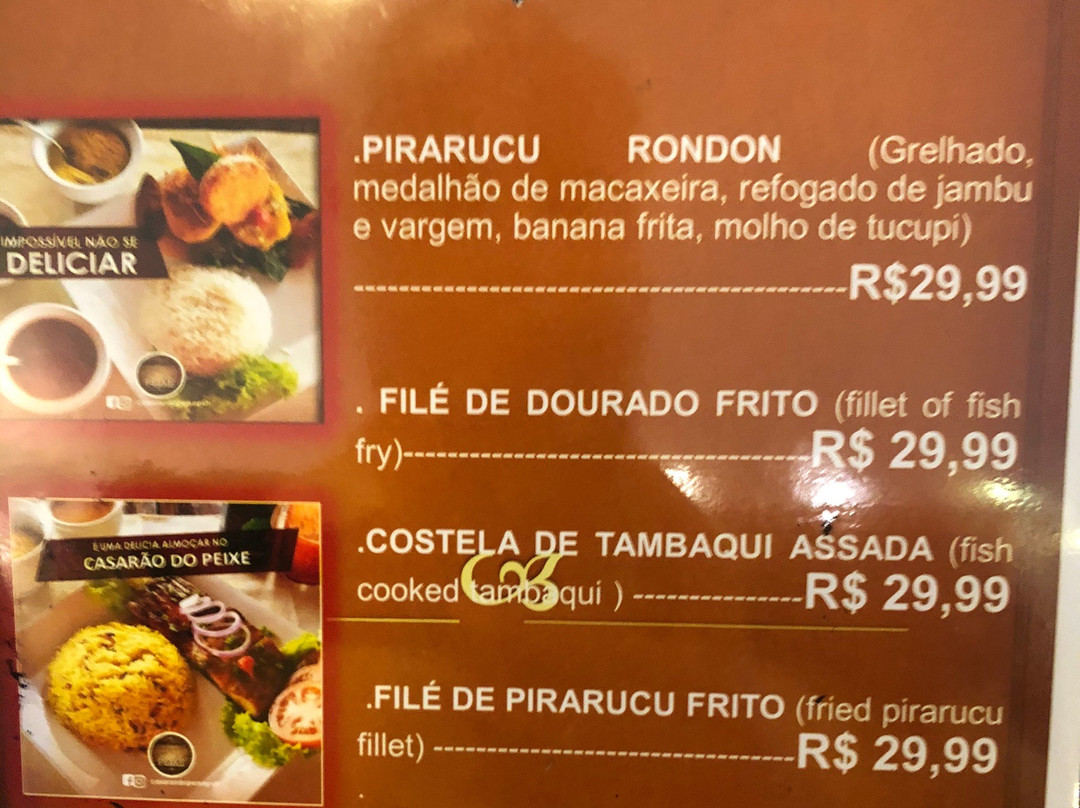 .PIRARUCU RONDON (Grelhado,
medalhão de macaxeira, refogado de jambu
e vargem, banana frita, molho de tucupi)
-------------------------------------------R$29,99
. FILÉ DE DOURADO FRITO (fillet of fish
fry)------------------------------------R$ 29,99
.COSTELA DE TAMBAQUI ASSADA (fish
cooked tambaqui ) ---------------R$ 29,99
.FILÉ DE PIRARUCU FRITO (fried pirarucu
fillet) --------------------------------R$ 29,99
.
IMPOSSÍVEL NÃO SE
DELICIAR
É UMA DELICIA ALMOÇAR NO
CASARÃO DO PEIXE